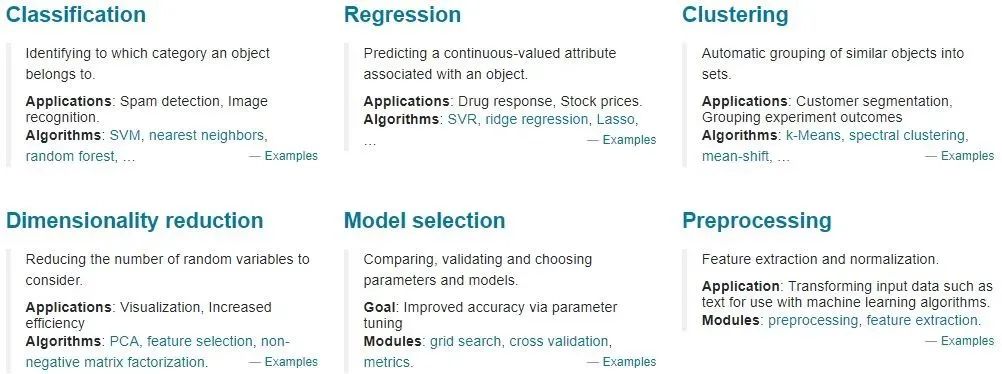 Classification
Identifying to which category an object
belongs to.
Applications: Spam detection, Image
recognition.
Algorithms: SVM, nearest neighbors,
random forest, … — Examples
Regression
Predicting a continuous-valued attribute
associated with an object.
Applications: Drug response, Stock prices.
Algorithms: SVR, ridge regression, Lasso,
… — Examples
Clustering
Automatic grouping of similar objects into
sets.
Applications: Customer segmentation,
Grouping experiment outcomes
Algorithms: k-Means, spectral clustering,
mean-shift, … — Examples
Dimensionality reduction
Reducing the number of random variables to
consider.
Applications: Visualization, Increased
efficiency
Algorithms: PCA, feature selection, non-
negative matrix factorization. — Examples
Model selection
Comparing, validating and choosing
parameters and models.
Goal: Improved accuracy via parameter
tuning
Modules: grid search, cross validation,
metrics. — Examples
Preprocessing
Feature extraction and normalization.
Application: Transforming input data such as
text for use with machine learning algorithms.
Modules: preprocessing, feature extraction.
— Examples